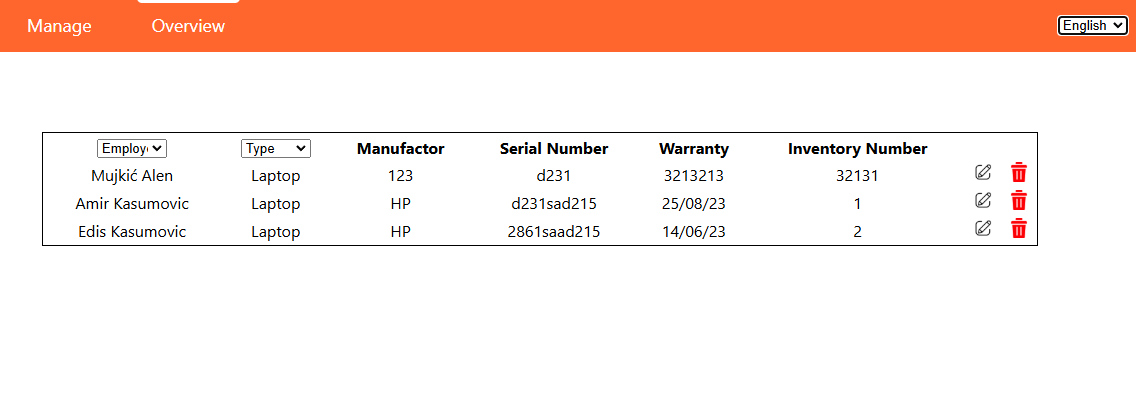 Manage Overview English
Employ Type Manufactor Serial Number Warranty Inventory Number
Mujkić Alen Laptop 123 d231 3213213 32131
Amir Kasumovic Laptop HP d231sad215 25/08/23 1
Edis Kasumovic Laptop HP 2861saad215 14/06/23 2